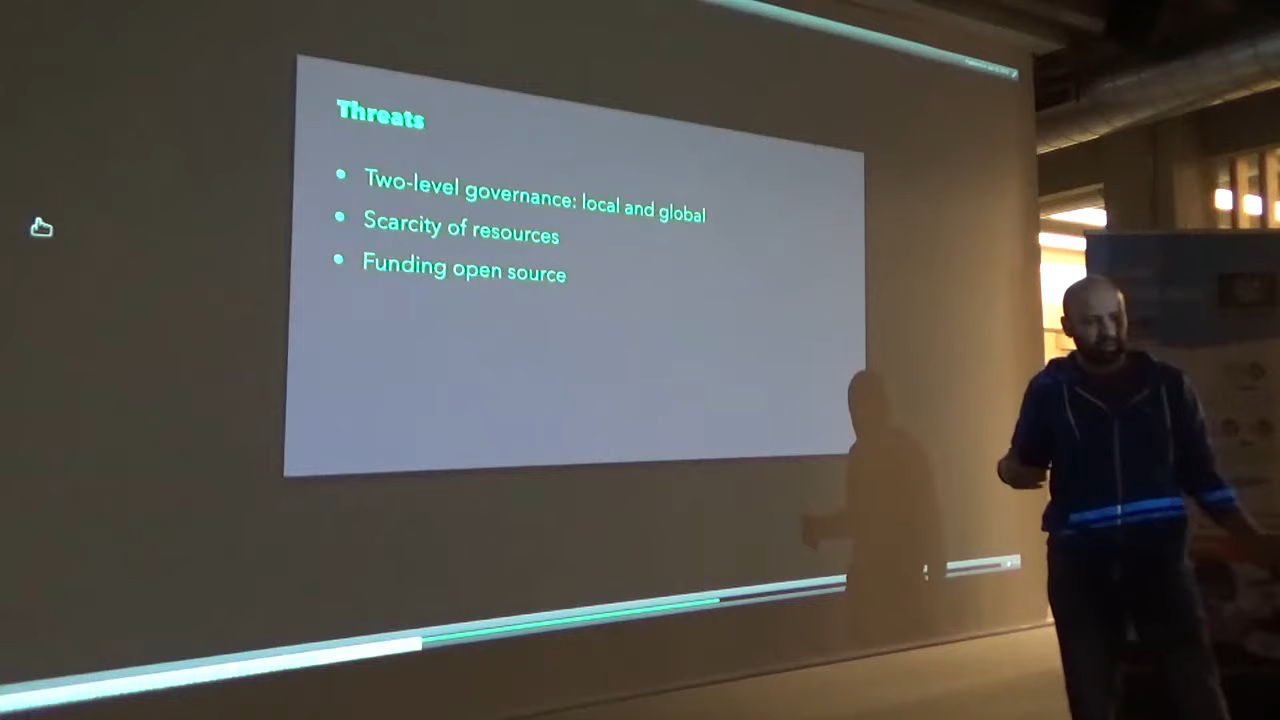 Threats
Two-level governance: local and global
Scarcity of resources
Funding open source